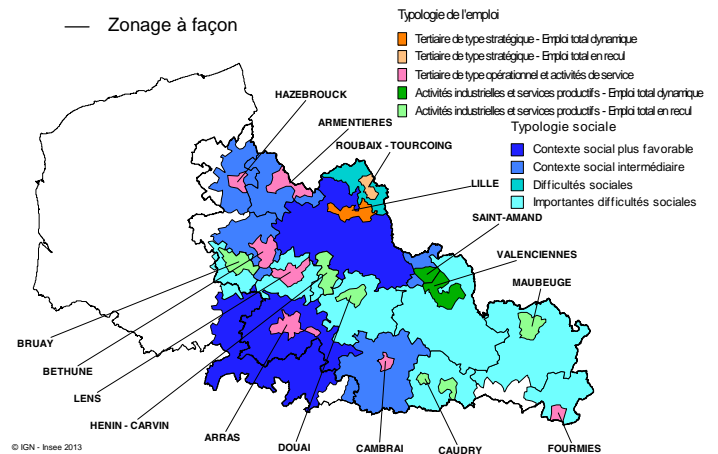 Zonage à façon
Typologie de l'emploi
Tertiaire de type stratégique - Emploi total dynamique
Tertiaire de type stratégique - Emploi total en recul
Tertiaire de type opérationnel et activités de service
Activités industrielles et services productifs - Emploi total dynamique
Activités industrielles et services productifs - Emploi total en recul
Typologie sociale
Contexte social plus favorable
Contexte social intermédiaire
Difficultés sociales
Importantes difficultés sociales
HAZEBROUCK
ARMENTIERES
ROUBAIX - TOURCOING
LILLE
SAINT-AMAND
VALENCIENNES
MAUBEUGE
BRUAY
BETHUNE
LENS
HENIN - CARVIN
ARRAS
DOUAI
CAMBRAI
CAUDRY
FOURMIES
© IGN - Insee 2013